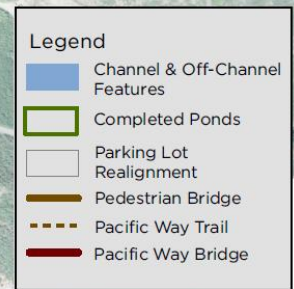 Legend
Channel & Off-Channel
Features
Completed Ponds
Parking Lot
Realignment
Pedestrian Bridge
Pacific Way Trail
Pacific Way Bridge